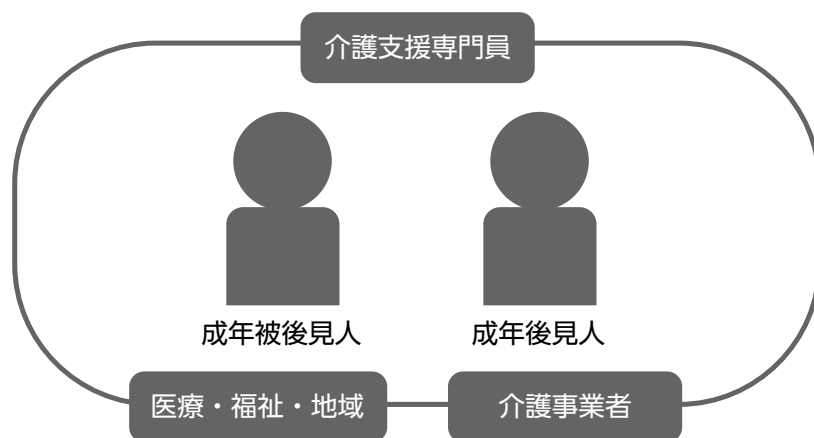 介護支援専門員
成年被後見人
成年後見人
医療・福祉・地域
介護事業者